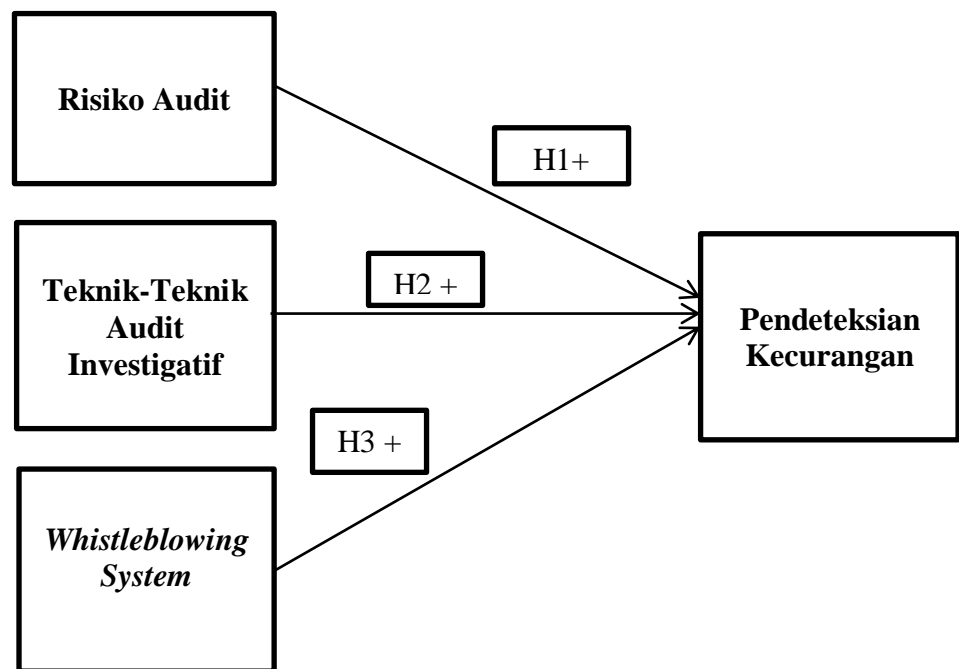 Risiko Audit
H1+
Teknik-Teknik
Audit
Investigatif
H2 +
Pendeteksian
Kecurangan
H3 +
Whistleblowing
System